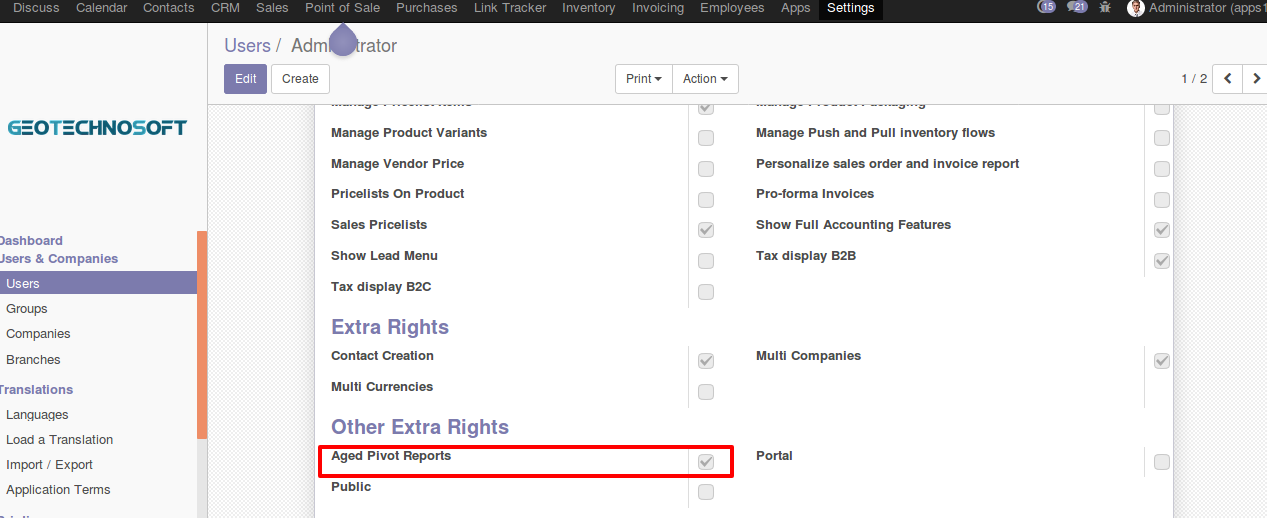 Discuss Calendar Contacts CRM Sales Point of Sale Purchases Link Tracker Inventory Invoicing Employees Apps Settings 15 21 Administrator (apps1
Users / Administrator
Edit Create Print Action 1 / 2
GEOTECHNOSOFT
Manage Pricelist Items Manage Product Packaging
Manage Product Variants Manage Push and Pull inventory flows
Manage Vendor Price Personalize sales order and invoice report
Pricelists On Product Pro-forma Invoices
Sales Pricelists Show Full Accounting Features
Show Lead Menu Tax display B2B
Tax display B2C
Extra Rights
Contact Creation Multi Companies
Multi Currencies
Other Extra Rights
Aged Pivot Reports Portal
Public
Dashboard
Users & Companies
Users
Groups
Companies
Branches
Translations
Languages
Load a Translation
Import / Export
Application Terms